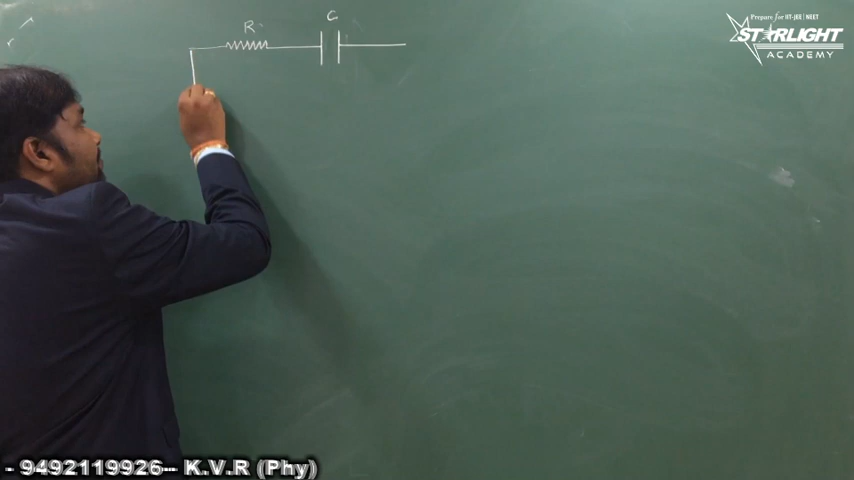 R
C
Prepare for IIT-JEE | NEET
STARLIGHT
ACADEMY
- 9492119926-- K.V.R (Phy)